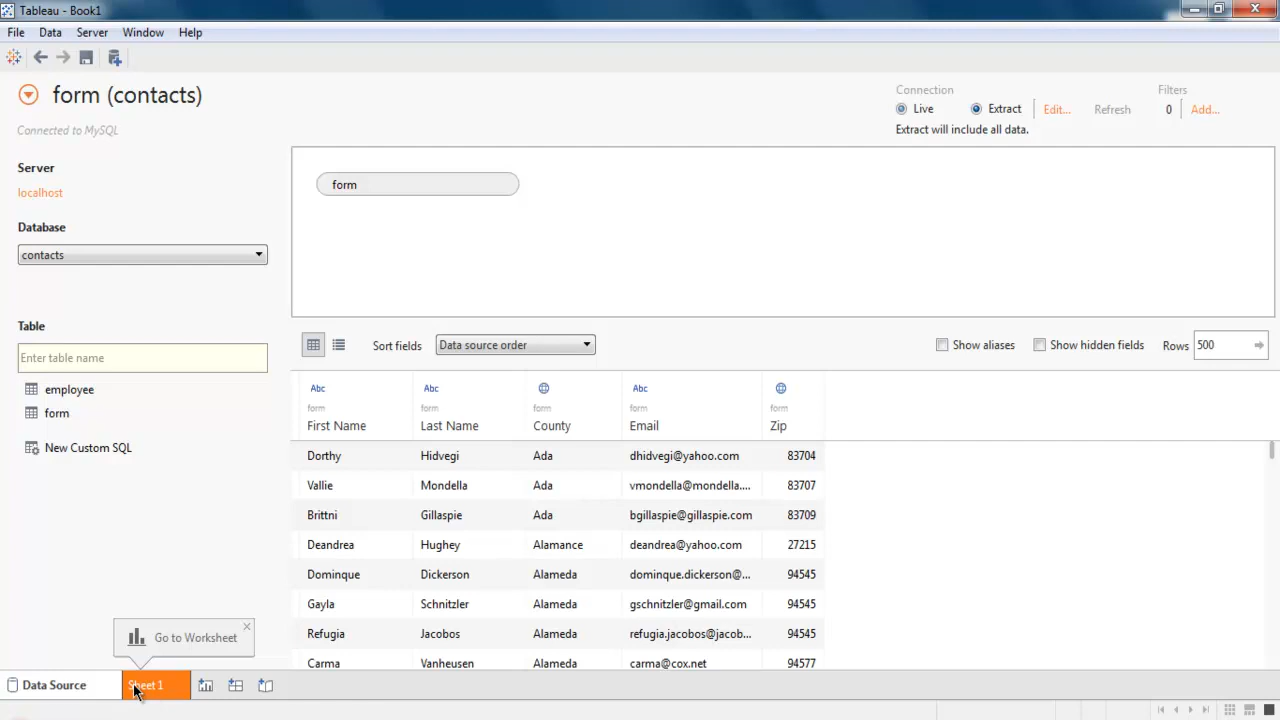 Tableau - Book1
File Data Server Window Help
form (contacts)
Connected to MySQL
Connection
Live Extract Edit... Refresh
Extract will include all data.
Filters
0 Add...
Server
localhost
Database
contacts
Table
Enter table name
employee
form
New Custom SQL
form
Sort fields Data source order Show aliases Show hidden fields Rows 500
Abc Abc Abc
form form form form form
First Name Last Name County Email Zip
Dorthy Hidvegi Ada dhidvegi@yahoo.com 83704
Vallie Mondella Ada vmondella@mondella.... 83707
Brittni Gillaspie Ada bgillaspie@gillaspie.com 83709
Deandrea Hughey Alamance deandrea@yahoo.com 27215
Dominque Dickerson Alameda dominque.dickerson@... 94545
Gayla Schnitzler Alameda gschnitzler@gmail.com 94545
Refugia Jacobos Alameda refugia.jacobos@jacob... 94545
Carma Vanheusen Alameda carma@cox.net 94577
Go to Worksheet
Data Source Sheet 1